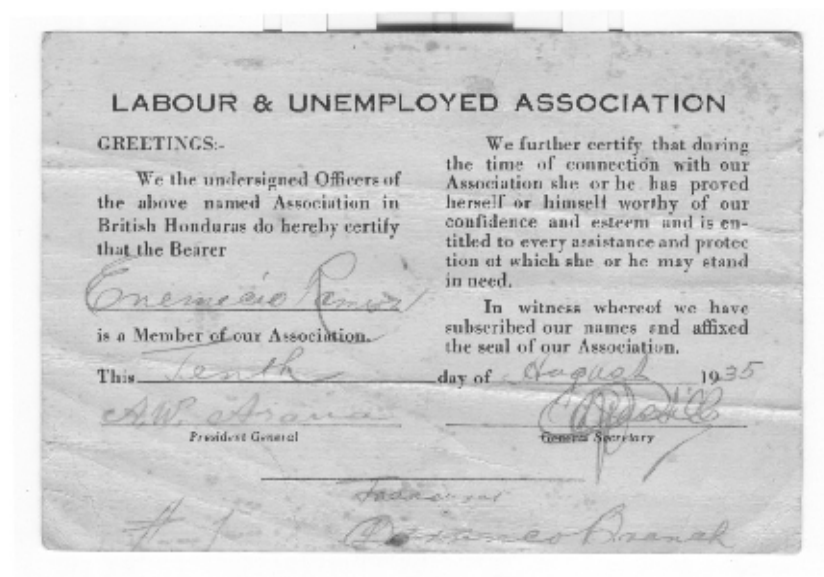 LABOUR & UNEMPLOYED ASSOCIATION
GREETINGS:-
We the undersigned Officers of
the above named Association in
British Honduras do hereby certify
that the Bearer
Enemecio Ramos
is a Member of our Association.
This Tenth day of August 1935
We further certify that during
the time of connection with our
Association she or he has proved
herself or himself worthy of our
confidence and esteem and is en-
titled to every assistance and protec
tion of which she or he may stand
in need.
In witness whereof we have
subscribed our names and affixed
the seal of our Association.
A.W. Arana
President General
General Secretary
Branch